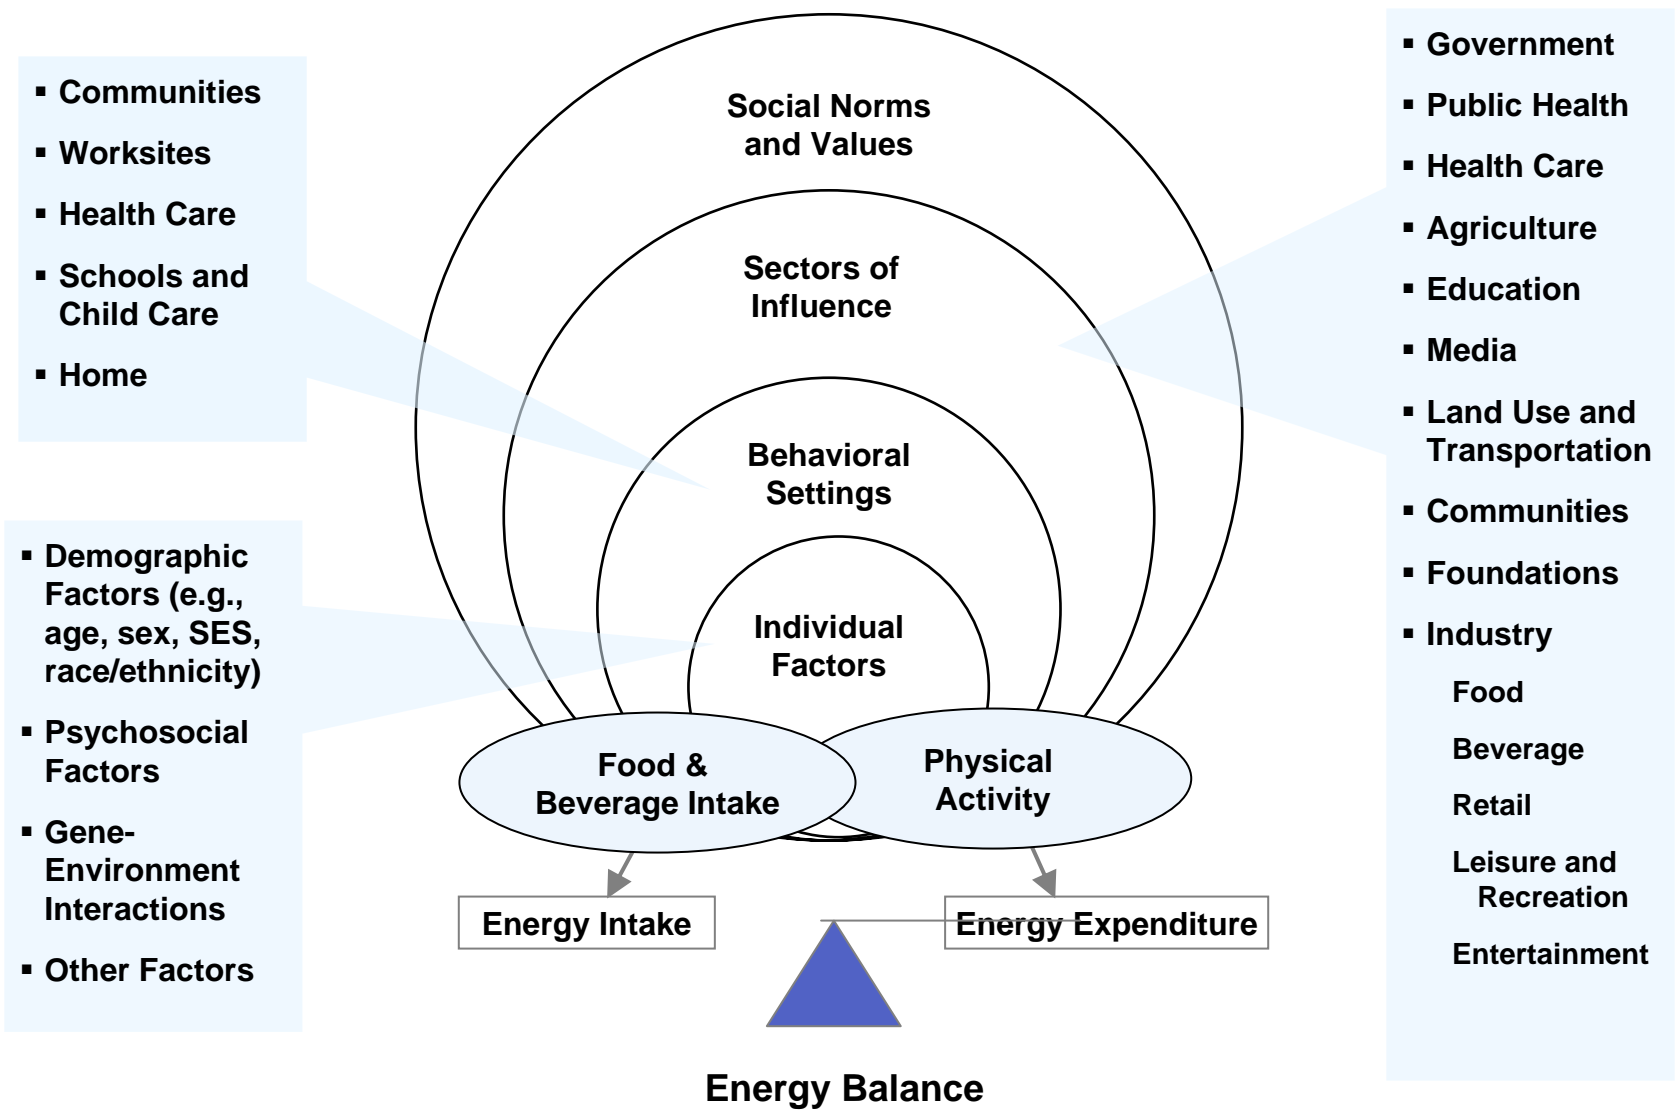 ▪ Communities
▪ Worksites
▪ Health Care
▪ Schools and
Child Care
▪ Home
▪ Demographic
Factors (e.g.,
age, sex, SES,
race/ethnicity)
▪ Psychosocial
Factors
▪ Gene-
Environment
Interactions
▪ Other Factors
Social Norms
and Values
Sectors of
Influence
Behavioral
Settings
Individual
Factors
Food &
Beverage Intake
Physical
Activity
Energy Intake
Energy Expenditure
Energy Balance
▪ Government
▪ Public Health
▪ Health Care
▪ Agriculture
▪ Education
▪ Media
▪ Land Use and
Transportation
▪ Communities
▪ Foundations
▪ Industry
Food
Beverage
Retail
Leisure and
Recreation
Entertainment